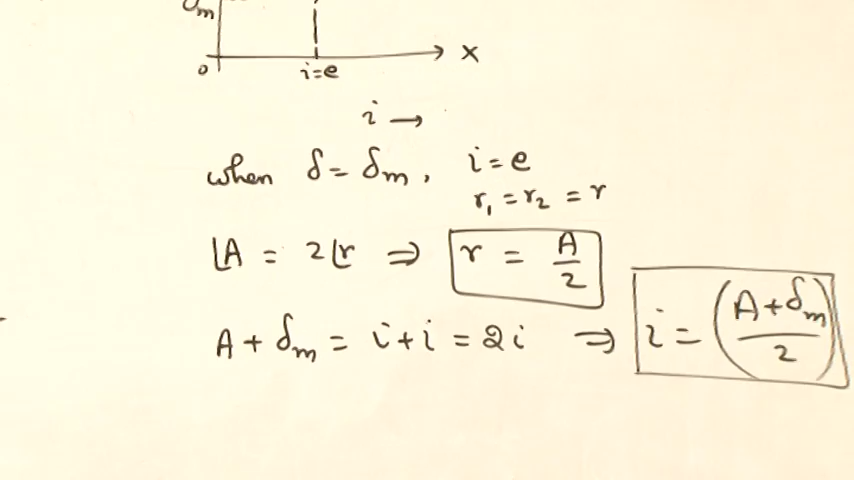 δm
0 i=e → x
i →
when δ = δm, i = e
r₁ = r₂ = r
⌊A = 2⌊r ⇒ r = A/2
A + δm = i + i = 2i ⇒ i = (A+δm/2)